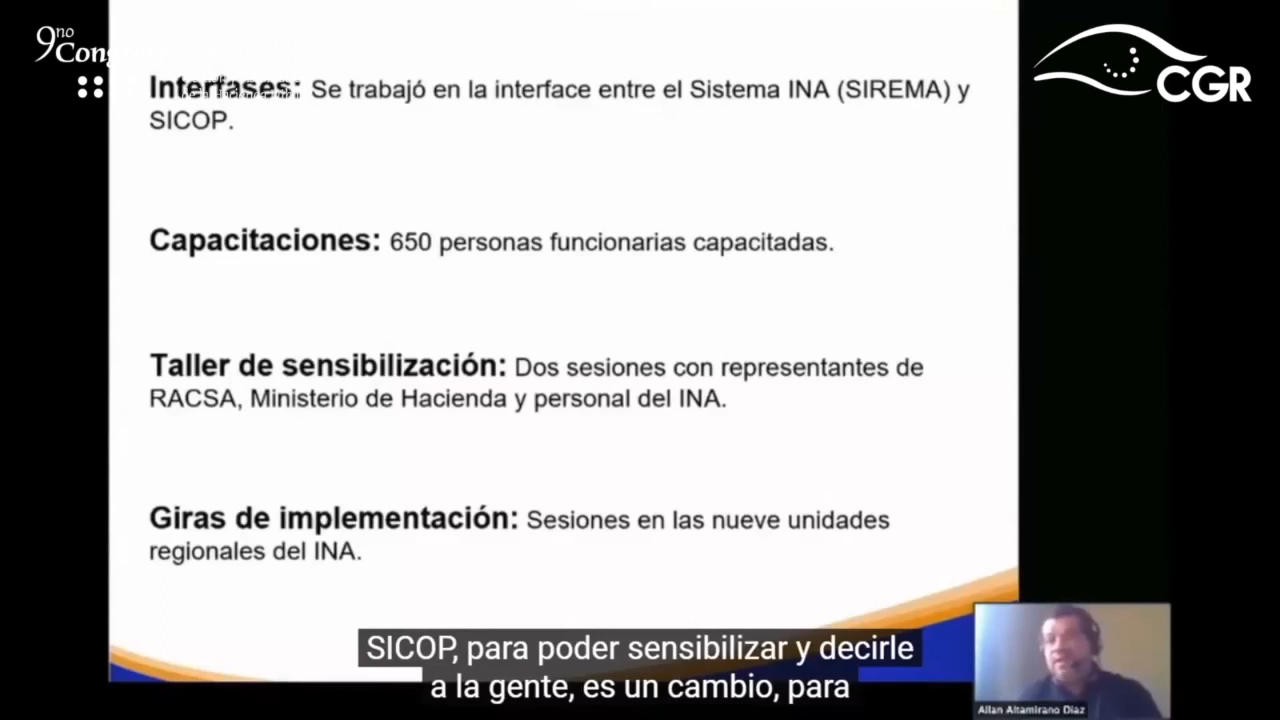 9no
Cong
CGR
Interfases: Se trabajó en la interface entre el Sistema INA (SIREMA) y
SICOP.
Capacitaciones: 650 personas funcionarias capacitadas.
Taller de sensibilización: Dos sesiones con representantes de
RACSA, Ministerio de Hacienda y personal del INA.
Giras de implementación: Sesiones en las nueve unidades
regionales del INA.
SICOP, para poder sensibilizar y decirle
a la gente, es un cambio, para
Allan Altamirano Díaz